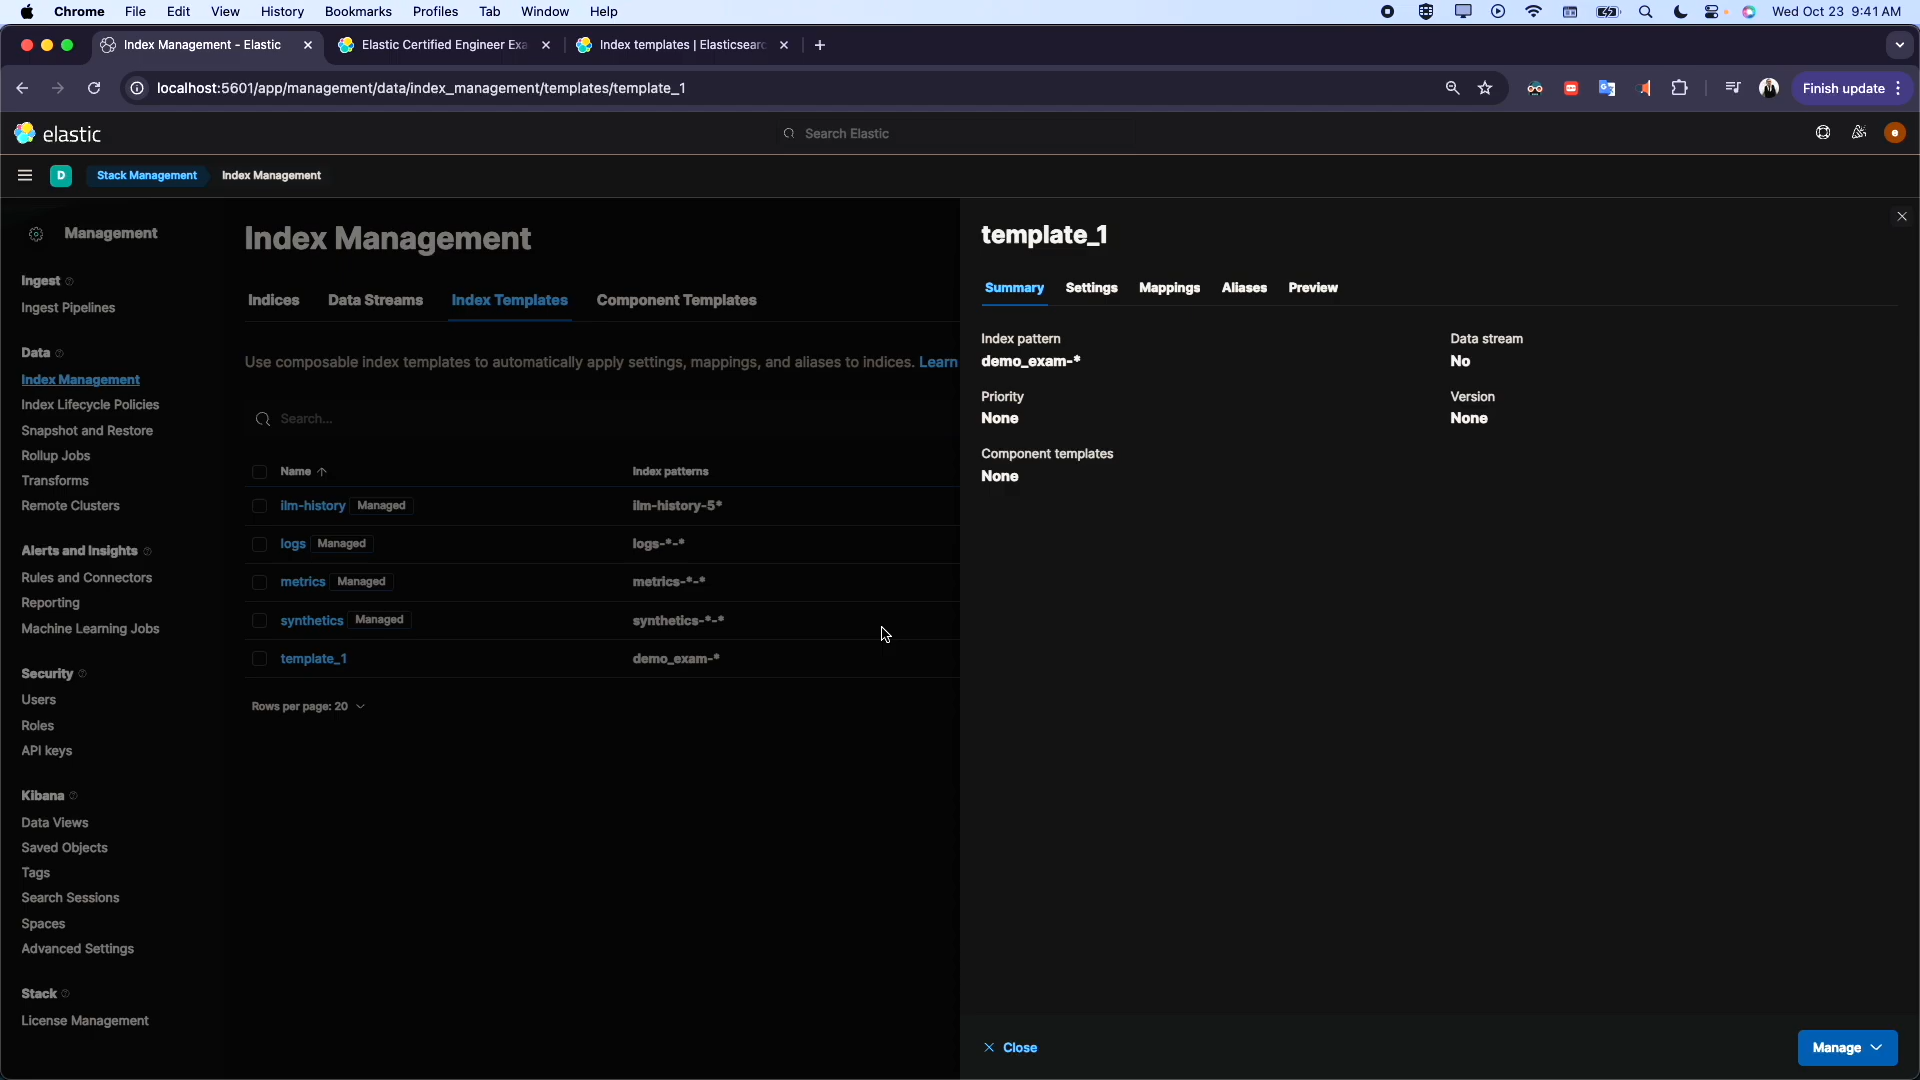 Chrome File Edit View History Bookmarks Profiles Tab Window Help Wed Oct 23 9:41 AM
Index Management - Elastic Elastic Certified Engineer Exa Index templates | Elasticsearc
localhost:5601/app/management/data/index_management/templates/template_1 Finish update
elastic Search Elastic e
D Stack Management Index Management
Management
Ingest
Ingest Pipelines
Data
Index Management
Index Lifecycle Policies
Snapshot and Restore
Rollup Jobs
Transforms
Remote Clusters
Alerts and Insights
Rules and Connectors
Reporting
Machine Learning Jobs
Security
Users
Roles
API keys
Kibana
Data Views
Saved Objects
Tags
Search Sessions
Spaces
Advanced Settings
Stack
License Management
Index Management
Indices Data Streams Index Templates Component Templates
Use composable index templates to automatically apply settings, mappings, and aliases to indices. Learn
Search...
Name Index patterns
ilm-history Managed ilm-history-5*
logs Managed logs-*-*
metrics Managed metrics-*-*
synthetics Managed synthetics-*-*
template_1 demo_exam-*
Rows per page: 20
template_1
Summary Settings Mappings Aliases Preview
Index pattern Data stream
demo_exam-* No
Priority Version
None None
Component templates
None
Close Manage